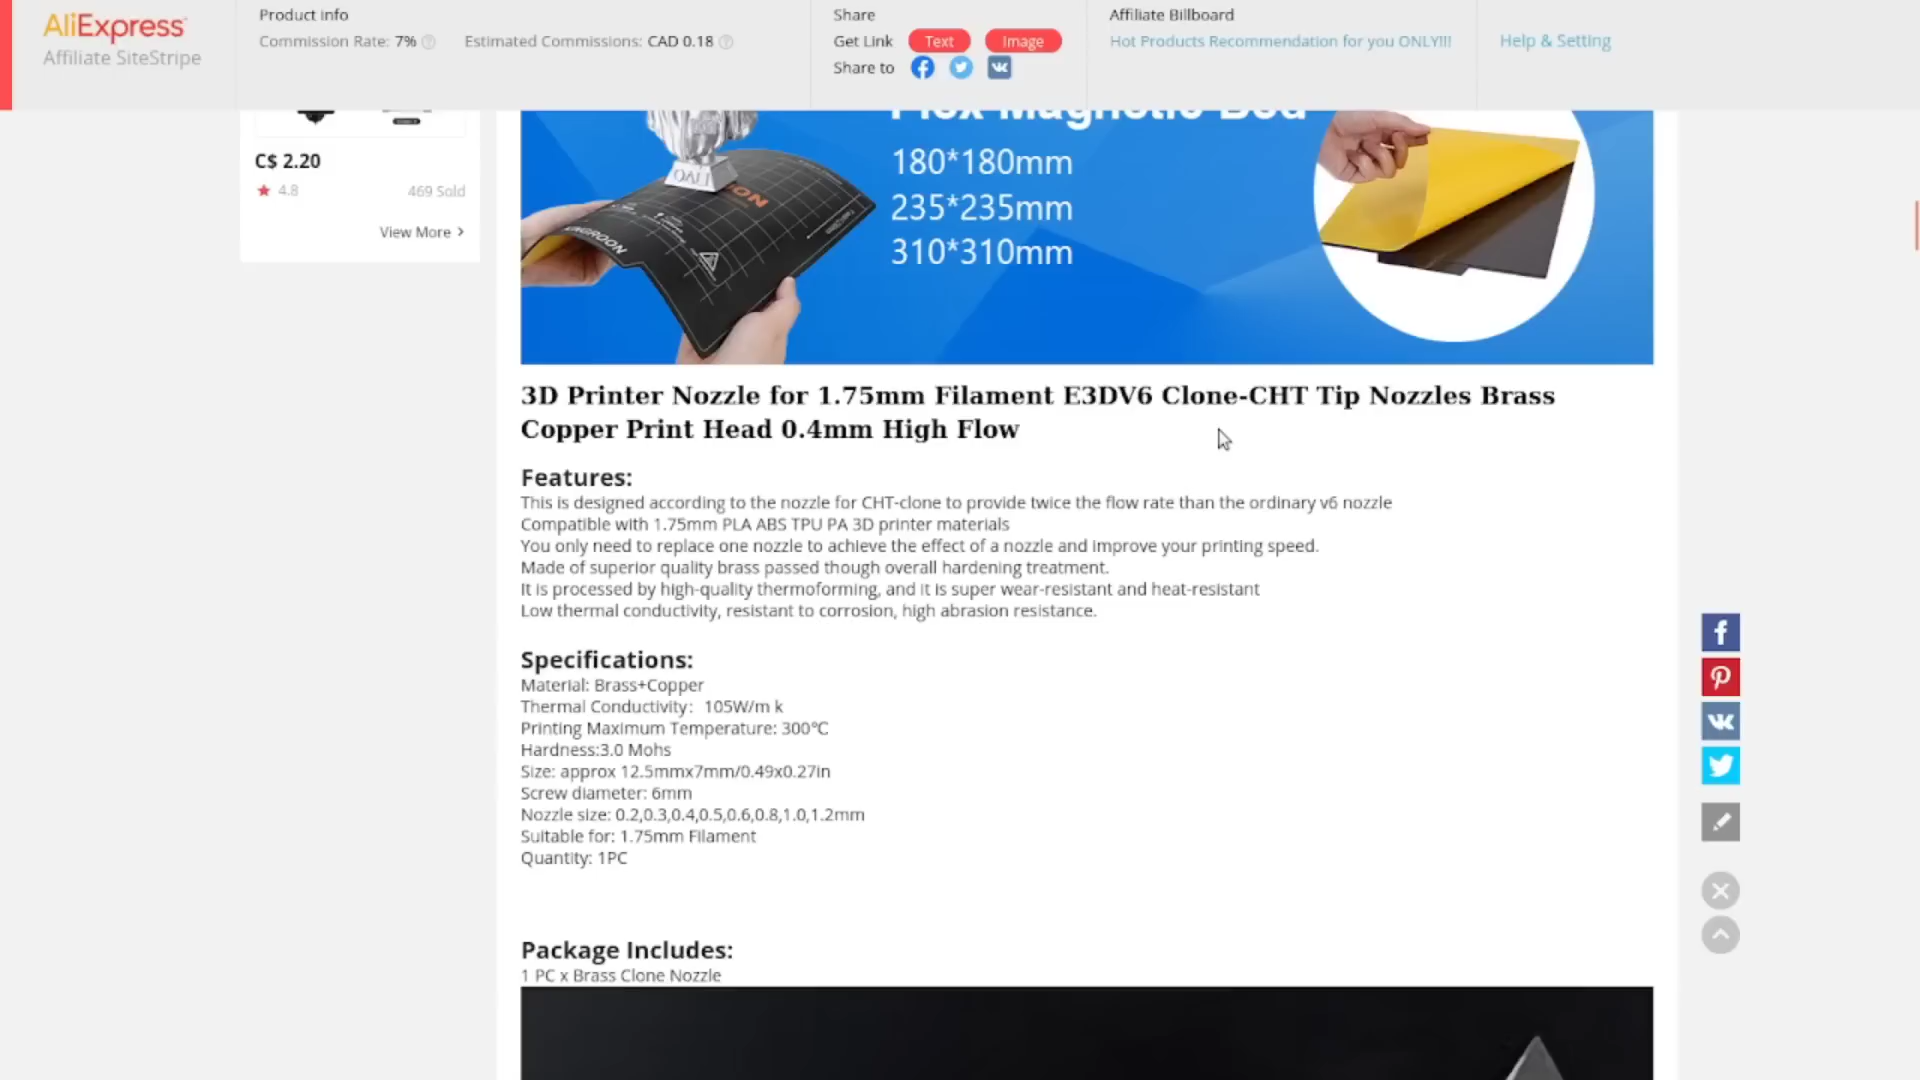 AliExpress
Affiliate SiteStripe
Product info
Commission Rate: 7%
Estimated Commissions: CAD 0.18
Share
Get Link Text Image
Share to
Affiliate Billboard
Hot Products Recommendation for you ONLY!!!
Help & Setting
C$ 2.20
4.8 469 Sold
View More >
Flex Magnetic Bed
180*180mm
235*235mm
310*310mm
3D Printer Nozzle for 1.75mm Filament E3DV6 Clone-CHT Tip Nozzles Brass
Copper Print Head 0.4mm High Flow
Features:
This is designed according to the nozzle for CHT-clone to provide twice the flow rate than the ordinary v6 nozzle
Compatible with 1.75mm PLA ABS TPU PA 3D printer materials
You only need to replace one nozzle to achieve the effect of a nozzle and improve your printing speed.
Made of superior quality brass passed though overall hardening treatment.
It is processed by high-quality thermoforming, and it is super wear-resistant and heat-resistant
Low thermal conductivity, resistant to corrosion, high abrasion resistance.
Specifications:
Material: Brass+Copper
Thermal Conductivity：105W/m k
Printing Maximum Temperature: 300℃
Hardness:3.0 Mohs
Size: approx 12.5mmx7mm/0.49x0.27in
Screw diameter: 6mm
Nozzle size: 0.2,0.3,0.4,0.5,0.6,0.8,1.0,1.2mm
Suitable for: 1.75mm Filament
Quantity: 1PC
Package Includes:
1 PC x Brass Clone Nozzle